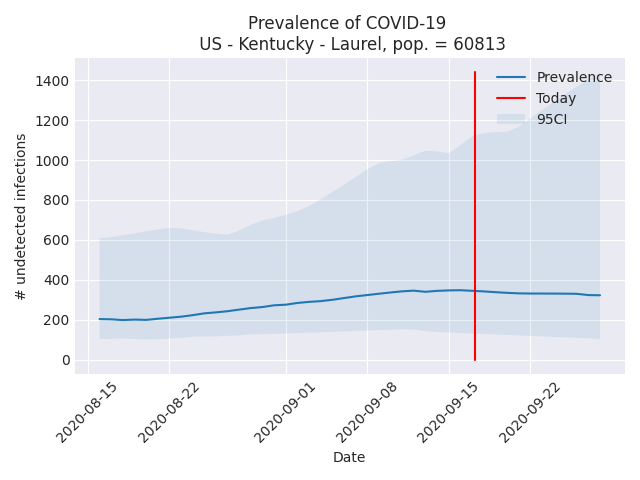 Prevalence of COVID-19
US - Kentucky - Laurel, pop. = 60813
# undetected infections
1400
1200
1000
800
600
400
200
0
Prevalence
Today
95CI
2020-08-15
2020-08-22
2020-09-01
2020-09-08
2020-09-15
2020-09-22
Date